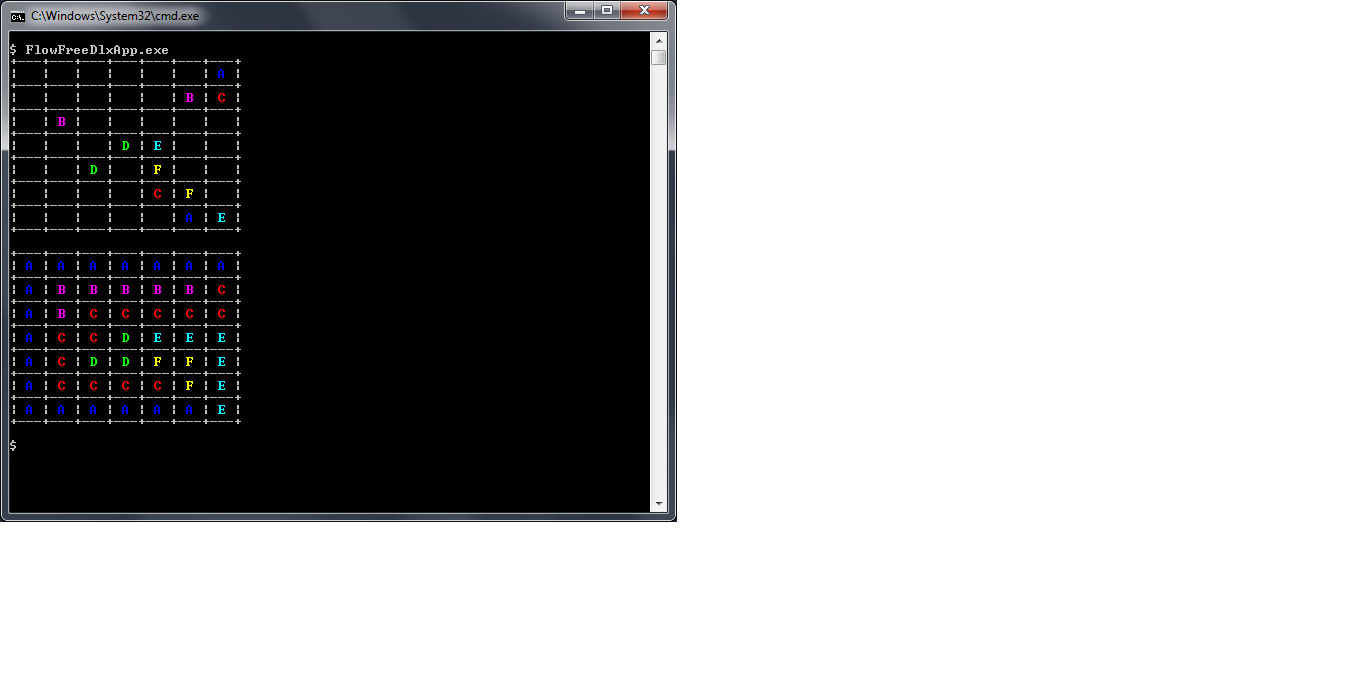 C:\Windows\System32\cmd.exe
$ FlowFreeDlxApp.exe
+---+---+---+---+---+---+---+
|   |   |   |   |   |   | A |
+---+---+---+---+---+---+---+
|   |   |   |   |   | B | C |
+---+---+---+---+---+---+---+
|   | B |   |   |   |   |   |
+---+---+---+---+---+---+---+
|   |   |   | D | E |   |   |
+---+---+---+---+---+---+---+
|   |   | D |   | F |   |   |
+---+---+---+---+---+---+---+
|   |   |   |   | C | F |   |
+---+---+---+---+---+---+---+
|   |   |   |   |   | A | E |
+---+---+---+---+---+---+---+
+---+---+---+---+---+---+---+
| A | A | A | A | A | A | A |
+---+---+---+---+---+---+---+
| A | B | B | B | B | B | C |
+---+---+---+---+---+---+---+
| A | B | C | C | C | C | C |
+---+---+---+---+---+---+---+
| A | C | C | D | E | E | E |
+---+---+---+---+---+---+---+
| A | C | D | D | F | F | E |
+---+---+---+---+---+---+---+
| A | C | C | C | C | F | E |
+---+---+---+---+---+---+---+
| A | A | A | A | A | A | E |
+---+---+---+---+---+---+---+
$